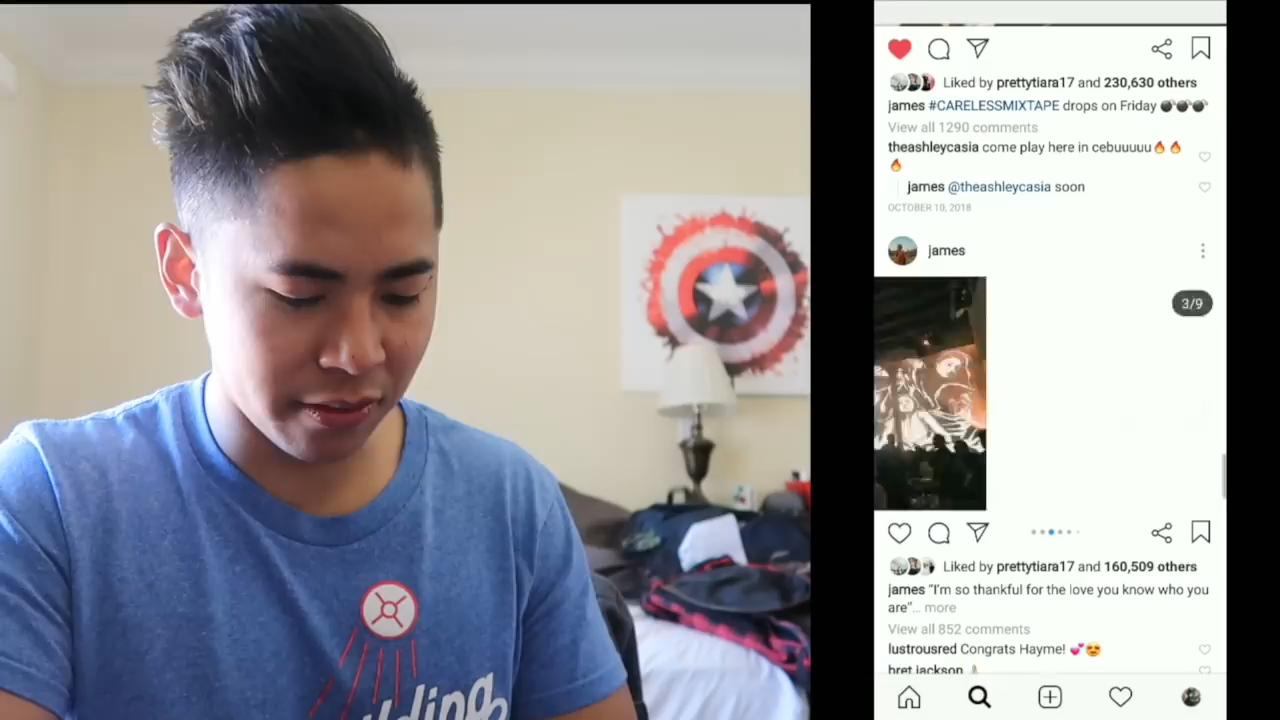 Liked by prettytiara17 and 230,630 others
james #CARELESSMIXTAPE drops on Friday 💣💣💣
View all 1290 comments
theashleycasia come play here in cebuuuuu🔥🔥
🔥
james @theashleycasia soon
OCTOBER 10, 2018
james
3/9
Liked by prettytiara17 and 160,509 others
james "I'm so thankful for the love you know who you
are"... more
View all 852 comments
lustrousred Congrats Hayme! 💞😍
bret.jackson